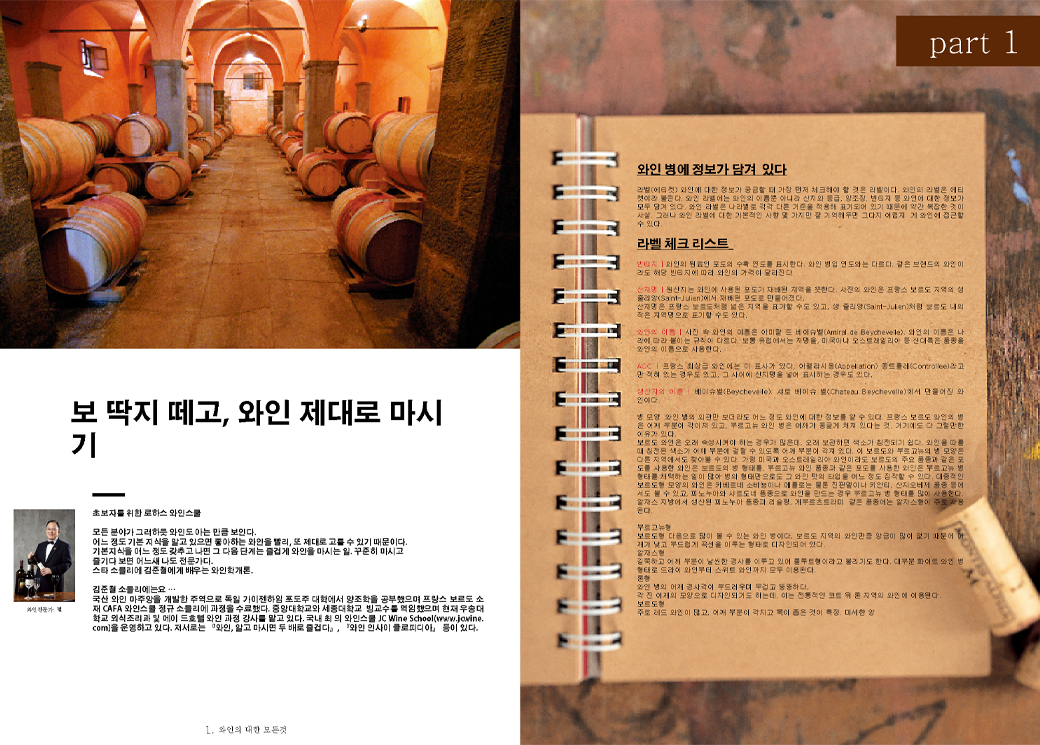 보 딱지 떼고, 와인 제대로 마시
기
초보자를 위한 로하스 와인스쿨
모든 분야가 그러하듯 와인도 아는 만큼 보인다.
어느 정도 기본 지식을 알고 있으면 좋아하는 와인을 빨리, 또 제대로 고를 수 있기 때문이다.
기본지식을 어느 정도 갖추고 나면 그 다음 단계는 즐겁게 와인을 마시는 일. 꾸준히 마시고
즐기다 보면 어느새 나도 전문가다.
스타 소믈리에 김준철에게 배우는 와인학개론.
김준철 소믈리에는요 …
국산 와인 마주앙을 개발한 주역으로 독일 가이젠하임 포도주 대학에서 양조학을 공부했으며 프랑스 보르도 소
재 CAFA 와인스쿨 정규 소믈리에 과정을 수료했다. 중앙대학교와 세종대학교 빙교수를 역임했으며 현재 우송대
학교 외식조리과 및 에이 드호텔 와인 과정 강사를 맡고 있다. 국내 최 의 와인스쿨 JC Wine School(www.jcwine.
com)을 운영하고 있다. 저서로는 『와인, 알고 마시면 두 배로 즐겁다』, 『와인 인사이 클로피디아』 등이 있다.
1. 와인의 대한 모든것
part 1
와인 병에 정보가 담겨 있다
라벨(에티켓) 와인에 대한 정보가 궁금할 때 가장 먼저 체크해야 할 것은 라벨이다. 와인의 라벨은 에티
켓이라 불린다. 와인 라벨에는 와인의 이름뿐 아니라 산지와 등급, 양조장, 빈티지 등 와인에 대한 정보가
모두 담겨 있다. 와인 라벨은 나라별로 각각 다른 기준을 적용해 표기되어 있기 때문에 약간 복잡한 것이
사실. 그러나 와인 라벨에 대한 기본적인 사항 몇 가지만 잘 기억해두면 그다지 어렵지 게 와인에 접근할
수 있다.
라벨 체크 리스트
빈티지 | 와인의 원료인 포도의 수확 연도를 표시한다. 와인 병입 연도와는 다르다. 같은 브랜드의 와인이
라도 해당 빈티지에 따라 와인의 가격이 달라진다.
산지명 | 원산지는 와인에 사용된 포도가 재배된 지역을 뜻한다. 사진의 와인은 프랑스 보르도 지역의 생
줄리앙(Saint-Julien)에서 재배된 포도로 만들어졌다.
산지명은 프랑스 보르도처럼 넓은 지역을 표기할 수도 있고, 생 줄리앙(Saint-Julien)처럼 보르도 내의
작은 지역명으로 표기할 수도 있다.
와인의 이름 | 사진 속 와인의 이름은 아미랄 드 베이슈벨(Amiral de Beychevelle). 와인의 이름은 나
라에 따라 붙이는 규칙이 다르다. 보통 유럽에서는 지명을, 미국이나 오스트레일리아 등 신대륙은 품종을
와인의 이름으로 사용한다.
AOC | 프랑스 최상급 와인에는 이 표시가 있다. 아펠라시옹(Appellation) 콩트롤레(Controllee)라고
만 적혀 있는 경우도 있고, 그 사이에 산지명을 넣어 표시하는 경우도 있다.
생산자의 이름 | 베이슈벨(Beychevelle). 샤토 베이슈 벨(Chateau Beychevelle)에서 만들어진 와
인이다.
병 모양 와인 병의 외관만 보더라도 어느 정도 와인에 대한 정보를 알 수 있다. 프랑스 보르도 와인의 병
은 어깨 부분이 각이져 있고, 부르고뉴 와인 병은 어깨가 둥글게 쳐져 있다는 것. 거기에도 다 그럴만한
이유가 있다.
보르도 와인은 오래 숙성시켜야 하는 경우가 많은데, 오래 보관하면 색소가 침전되기 쉽다. 와인을 따를
때 침전된 색소가 어깨 부분에 걸릴 수 있도록 어깨 부분이 각져 있다. 이 보르도와 부르고뉴의 병 모양은
다른 지역에서도 찾아볼 수 있다. 가령 미국과 오스트레일리아 와인이라도 보르도의 주요 품종과 같은 포
도를 사용한 와인은 보르도의 병 형태를, 부르고뉴 와인 품종과 같은 포도를 사용한 와인은 부르고뉴 병
형태를 채택하는 일이 많아 병의 형태만으로도 그 와인 맛의 타입을 어느 정도 짐작할 수 있다. 대중적인
보르도형 모양의 와인은 카베르네 소비뇽이나 메를로는 물론 진판델이나 키안티, 산지오베제 품종 등에
서도 볼 수 있고, 피노누아와 샤르도네 품종으로 와인을 만드는 경우 부르고뉴 병 형태를 많이 사용한다.
알자스 지방에서 생산된 피노누아 품종과 리슬링, 게뷔르츠트라미 같은 품종에는 알자스형이 주로 사용
된다.
부르고뉴형
보르도형 다음으로 많이 볼 수 있는 와인 병이다. 보르도 지역의 와인만큼 앙금이 많이 없기 때문에 어
깨가 낮고 부드럽게 곡선을 이루는 형태로 디자인되어 있다.
알자스형
길쭉하고 어깨 부분이 날씬한 경사를 이루고 있어 플루트형이라고 불리기도 한다. 대부분 화이트 와인 병
형태로 드라이 와인부터 스위트 와인까지 모두 이용된다.
론형
와인 병의 어깨 경사각이 부드러우며 무겁고 뚱뚱하다.
각 진 어깨의 모양으로 디자인되기도 하는데, 이는 전통적인 코트 뒤 론 지역의 와인에 이용된다.
보르도형
주로 레드 와인이 많고, 어깨 부분이 각지고 목이 좁은 것이 특징. 미세한 앙